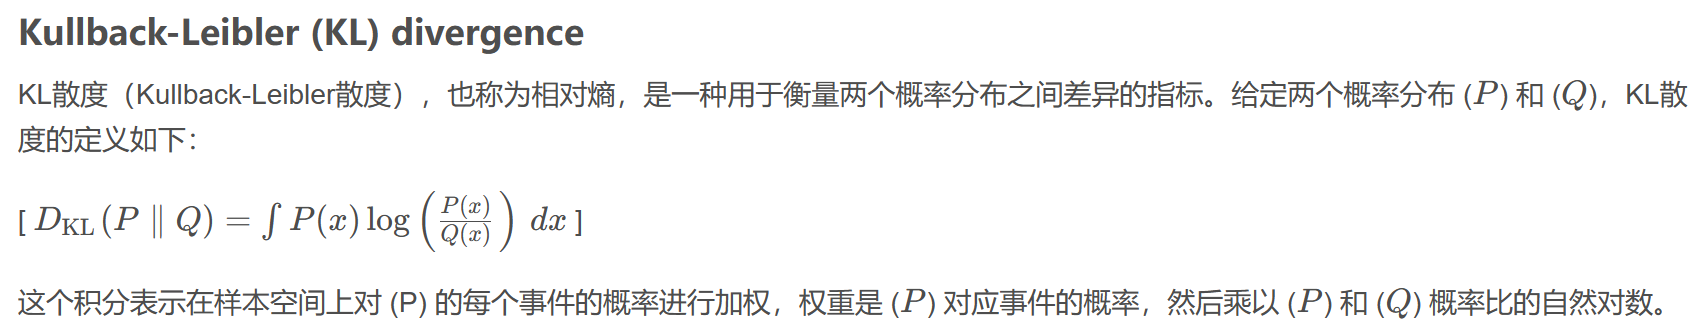 Kullback-Leibler (KL) divergence
KL散度（Kullback-Leibler散度），也称为相对熵，是一种用于衡量两个概率分布之间差异的指标。给定两个概率分布 (P) 和 (Q)，KL散
度的定义如下：
[ D_{KL} (P ∥ Q) = ∫ P(x) log (\frac{P(x)}{Q(x)}) dx ]
这个积分表示在样本空间上对 (P) 的每个事件的概率进行加权，权重是 (P) 对应事件的概率，然后乘以 (P) 和 (Q) 概率比的自然对数。